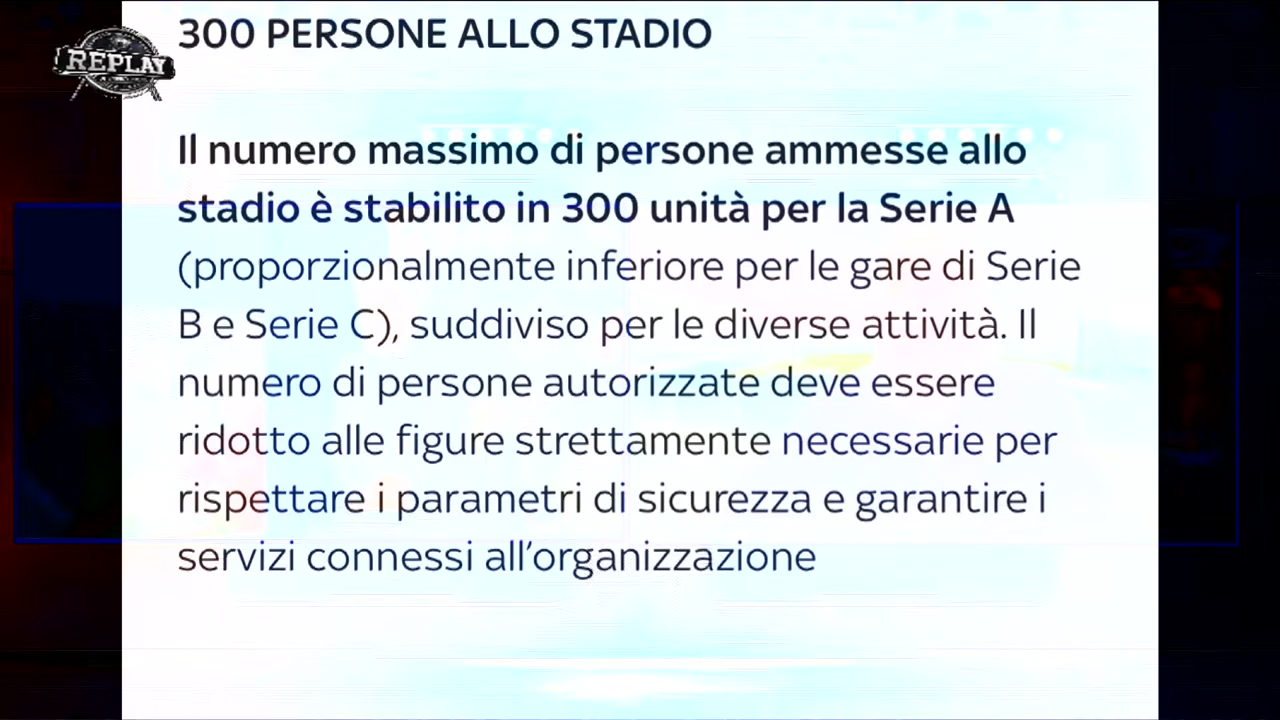 300 PERSONE ALLO STADIO
REPLAY
Il numero massimo di persone ammesse allo
stadio è stabilito in 300 unità per la Serie A
(proporzionalmente inferiore per le gare di Serie
B e Serie C), suddiviso per le diverse attività. Il
numero di persone autorizzate deve essere
ridotto alle figure strettamente necessarie per
rispettare i parametri di sicurezza e garantire i
servizi connessi all'organizzazione